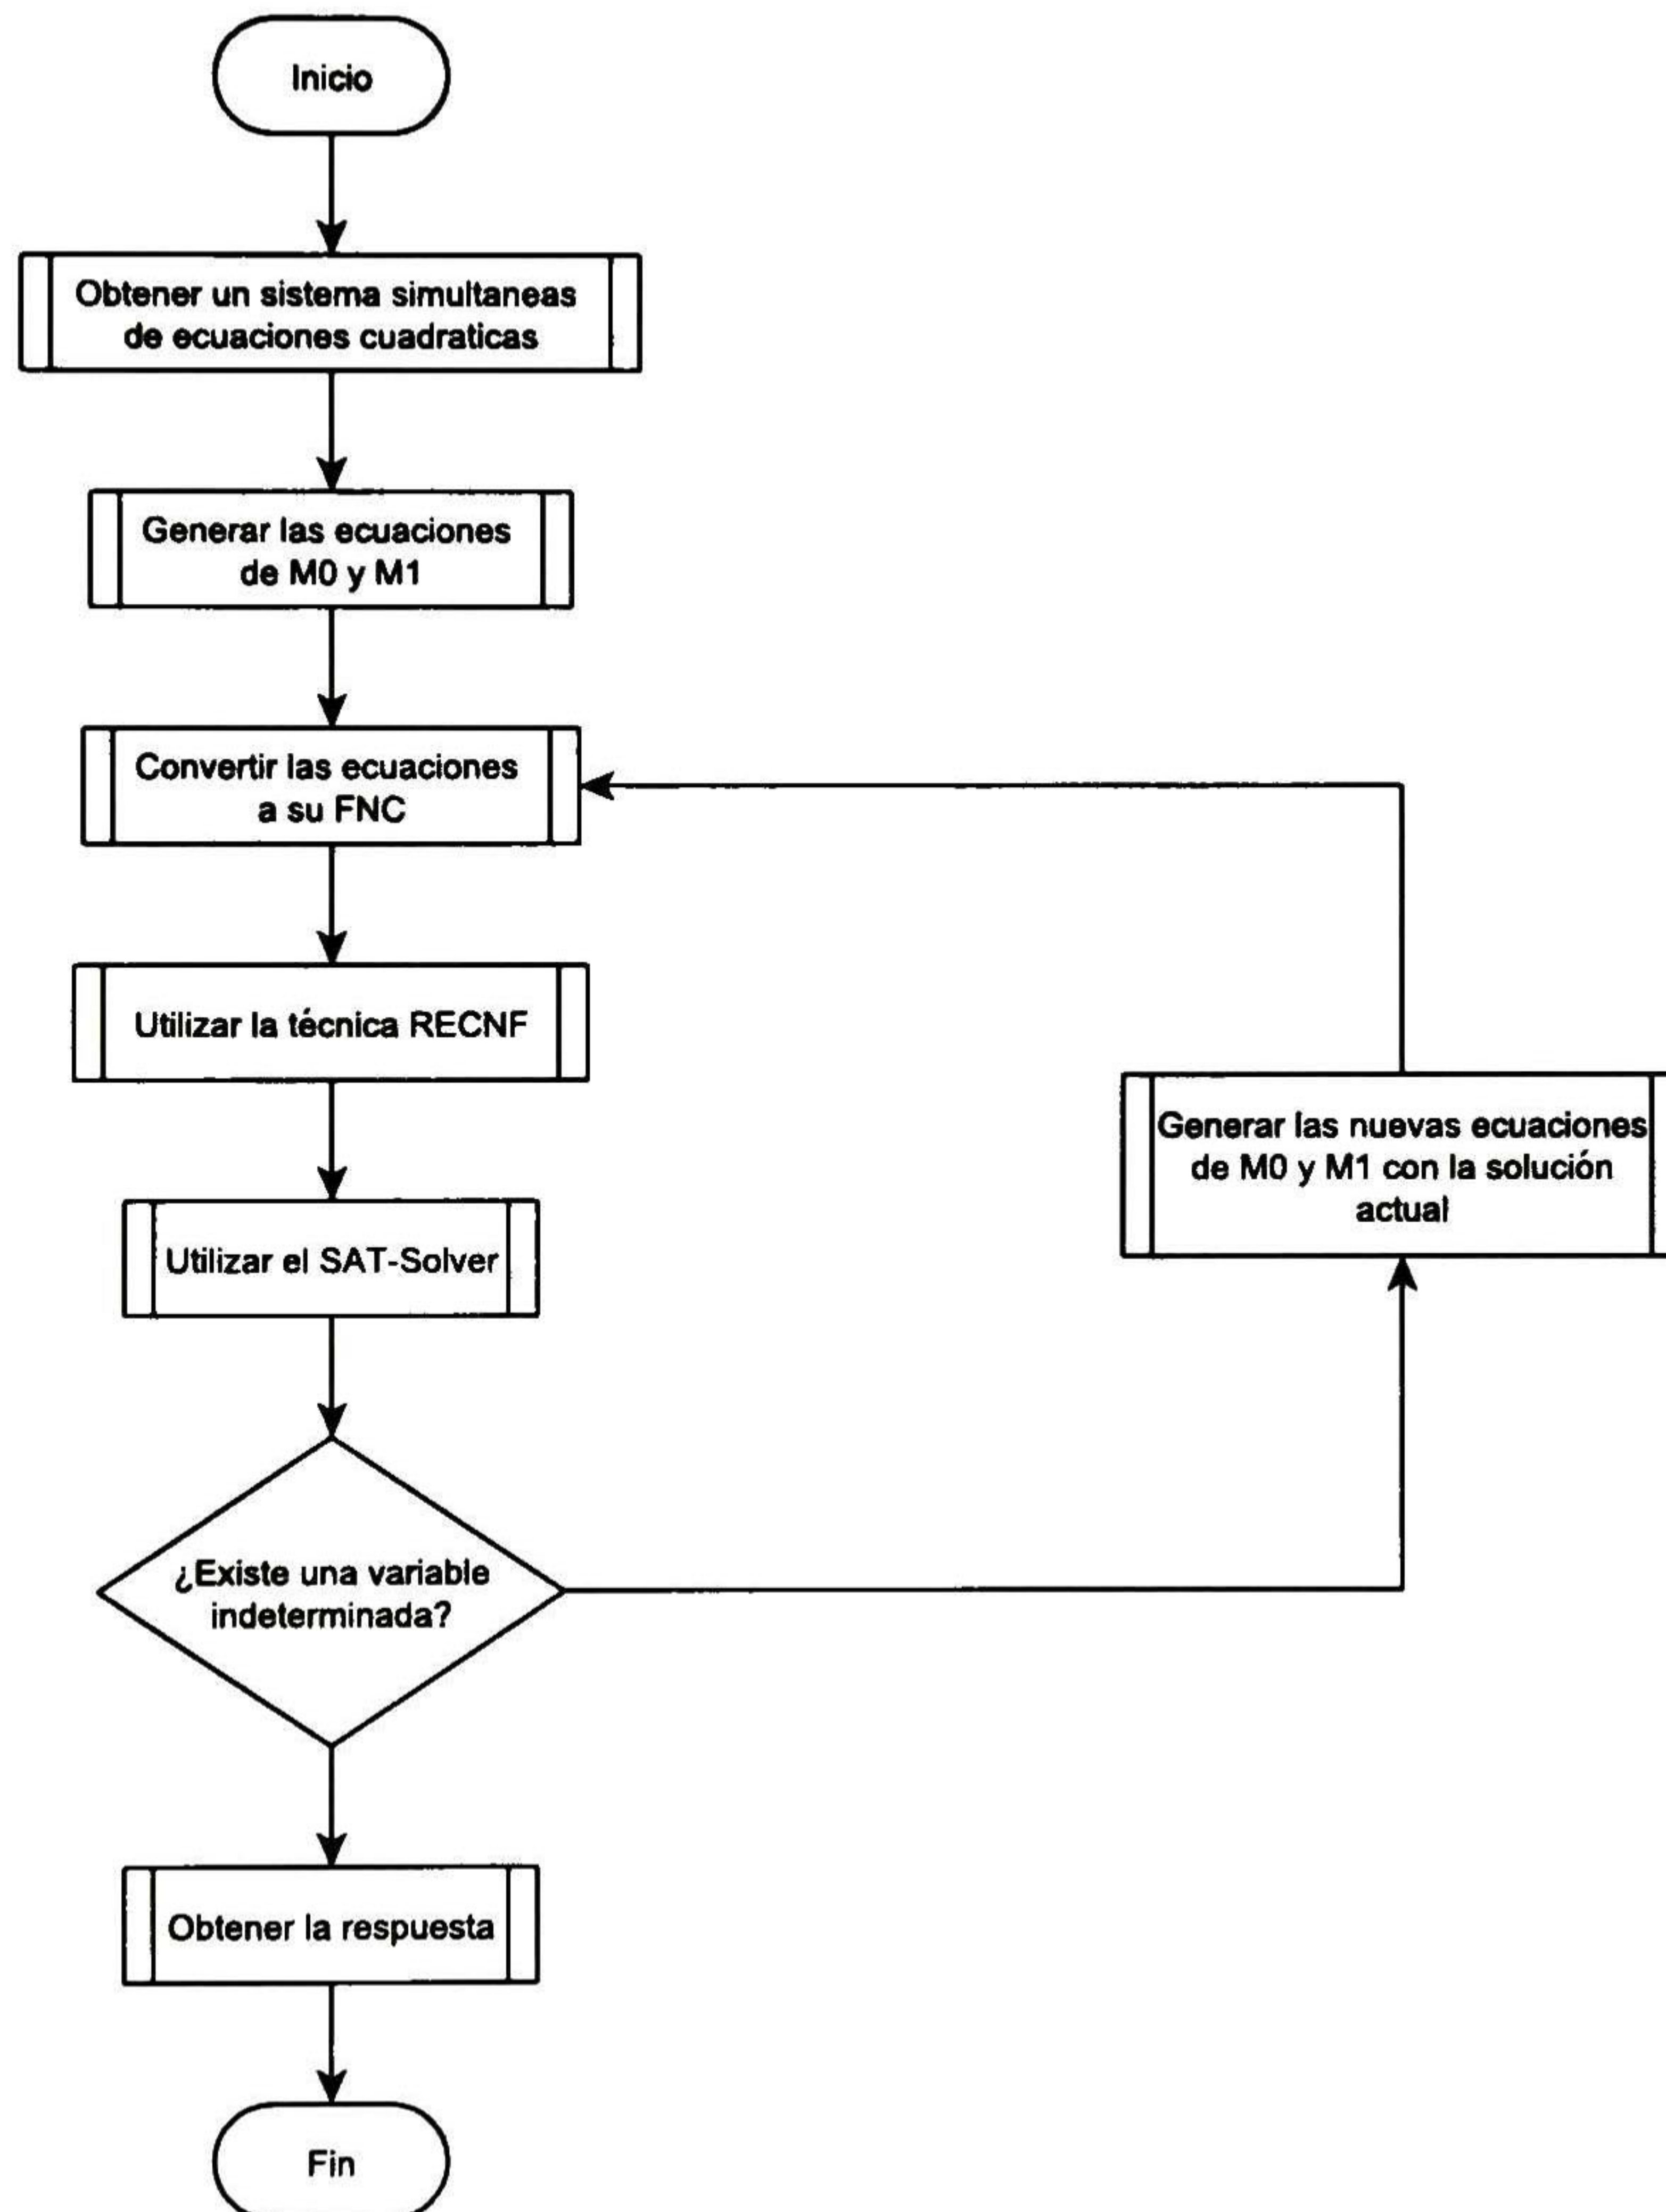 Inicio
Obtener un sistema simultaneas
de ecuaciones cuadraticas
Generar las ecuaciones
de M0 y M1
Convertir las ecuaciones
a su FNC
Utilizar la técnica RECNF
Utilizar el SAT-Solver
¿Existe una variable
indeterminada?
Generar las nuevas ecuaciones
de M0 y M1 con la solución
actual
Obtener la respuesta
Fin